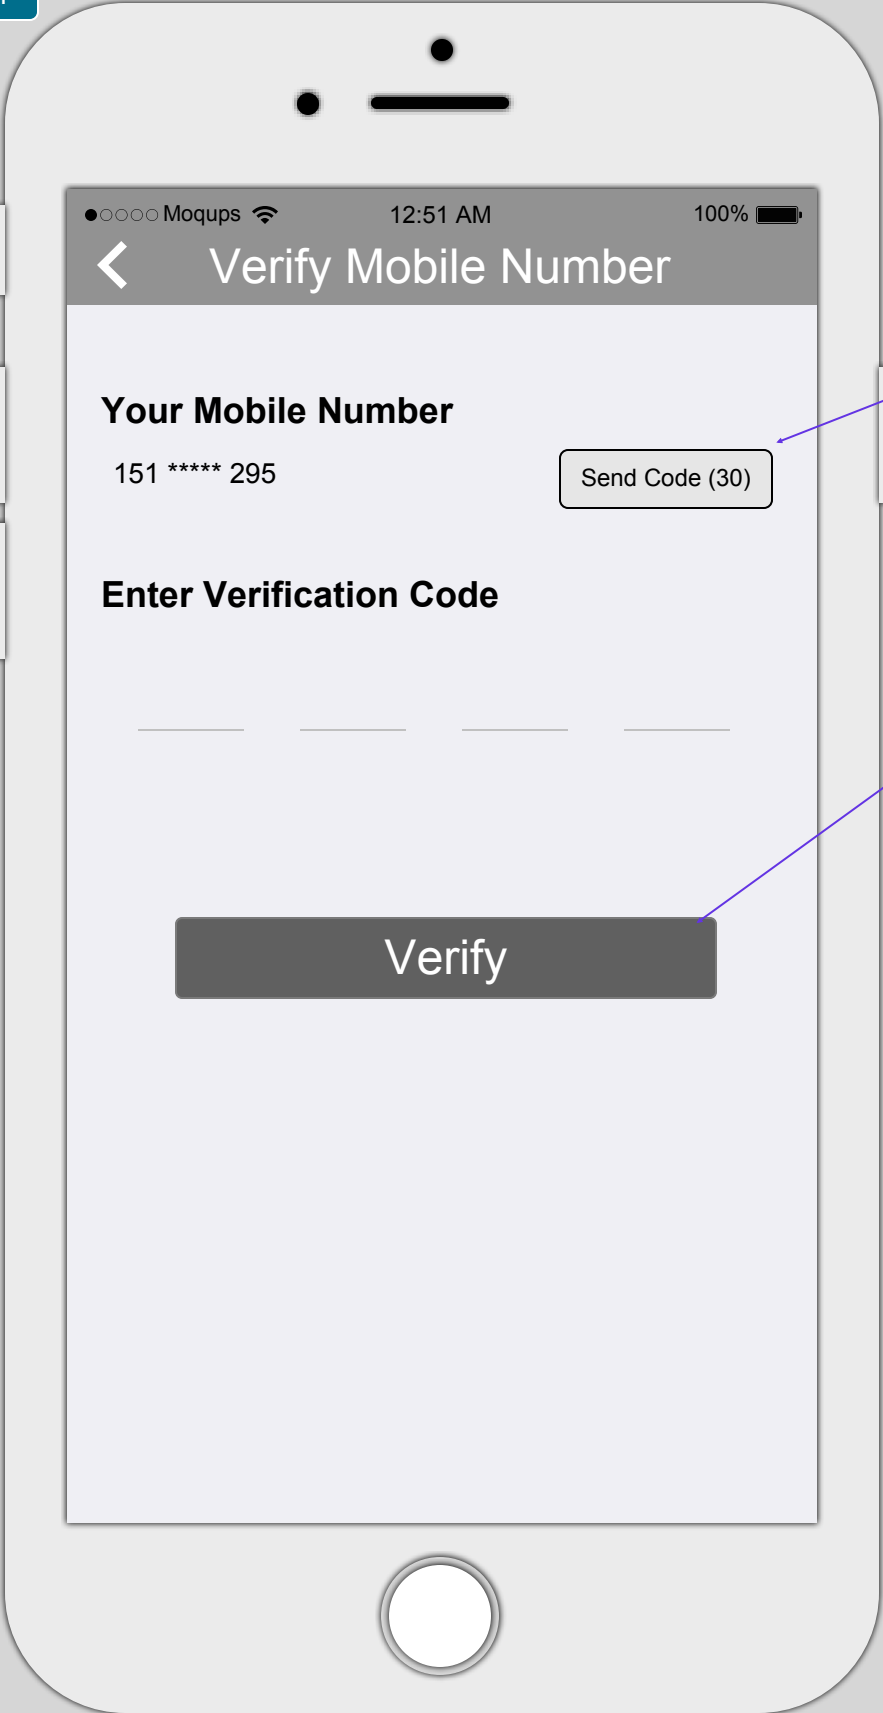 Moqups 12:51 AM 100%
Verify Mobile Number
Your Mobile Number
151 ***** 295
Send Code (30)
Enter Verification Code
Verify